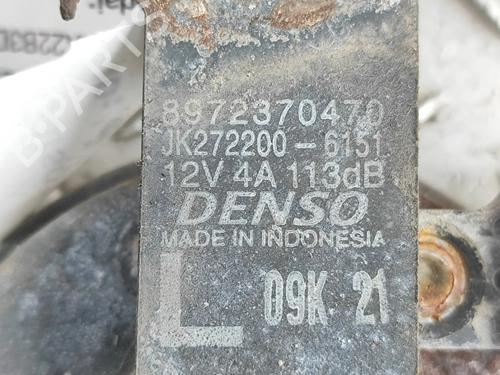 8972370470
JK272200-6151
12V 4A 113dB
DENSO
MADE IN INDONESIA
L 09K 21